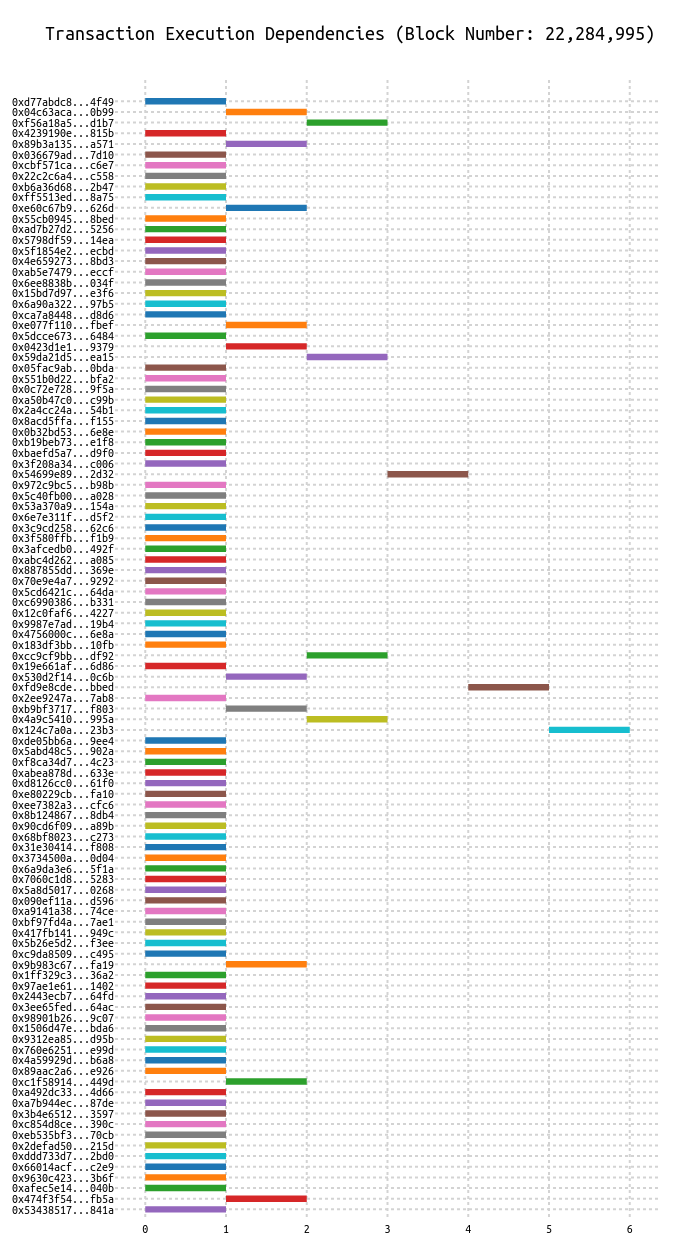 Transaction Execution Dependencies (Block Number: 22,284,995)
0xd77abdc8...4f49
0x04c63aca...0b99
0xf56a18a5...d1b7
0x4239190e...815b
0x89b3a135...a571
0x036679ad...7d10
0xcbf571ca...c6e7
0x22c2c6a4...c558
0xb6a36d68...2b47
0xff5513ed...8a75
0xe60c67b9...626d
0x55cb0945...8bed
0xad7b27d2...5256
0x5798df59...14ea
0x5f1854e2...ecbd
0x4e659273...8bd3
0xab5e7479...eccf
0x6ee8838b...034f
0x15bd7d97...e3f6
0x6a90a322...97b5
0xca7a8448...d8d6
0xe077f110...fbef
0x5dcce673...6484
0x0423d1e1...9379
0x59da21d5...ea15
0x05fac9ab...0bda
0x551b0d22...bfa2
0x0c72e728...9f5a
0xa50b47c0...c99b
0x2a4cc24a...54b1
0x8acd5ffa...f155
0x0b32bd53...6e8e
0xb19beb73...e1f8
0xbaefd5a7...d9f0
0x3f208a34...c006
0x54699e89...2d32
0x972c9bc5...b98b
0x5c40fb00...a028
0x53a370a9...154a
0x6e7e311f...d5f2
0x3c9cd258...62c6
0x3f580ffb...f1b9
0x3afcedb0...492f
0xabc4d262...a085
0x887855dd...369e
0x70e9e4a7...9292
0x5cd6421c...64da
0xc6990386...b331
0x12c0faf6...4227
0x9987e7ad...19b4
0x4756000c...6e8a
0x183df3bb...10fb
0xcc9cf9bb...df92
0x19e661af...6d86
0x530d2f14...0c6b
0xfd9e8cde...bbed
0x2ee9247a...7ab8
0xb9bf3717...f803
0x4a9c5410...995a
0x124c7a0a...23b3
0xde05bb6a...9ee4
0x5abd48c5...902a
0xf8ca34d7...4c23
0xabea878d...633e
0xd8126cc0...61f0
0xe80229cb...fa10
0xee7382a3...cfc6
0x8b124867...8db4
0x90cd6f09...a89b
0x68bf8023...c273
0x31e30414...f808
0x3734500a...0d04
0x6a9da3e6...5f1a
0x7060c1d8...5283
0x5a8d5017...0268
0x090ef11a...d596
0xa9141a38...74ce
0xbf97fd4a...7ae1
0x417fb141...949c
0x5b26e5d2...f3ee
0xc9da8509...c495
0x9b983c67...fa19
0x1ff329c3...36a2
0x97ae1e61...1402
0x2443ecb7...64fd
0x3ee65fed...64ac
0x98901b26...9c07
0x1506d47e...bda6
0x9312ea85...d95b
0x760e6251...e99d
0x4a59929d...b6a8
0x89aac2a6...e926
0xc1f58914...449d
0xa492dc33...4d66
0xa7b944ec...87de
0x3b4e6512...3597
0xc854d8ce...390c
0xeb535bf3...70cb
0x2defad50...215d
0xddd733d7...2bd0
0x66014acf...c2e9
0x9630c423...3b6f
0xafec5e14...040b
0x474f3f54...fb5a
0x53438517...841a
0 1 2 3 4 5 6